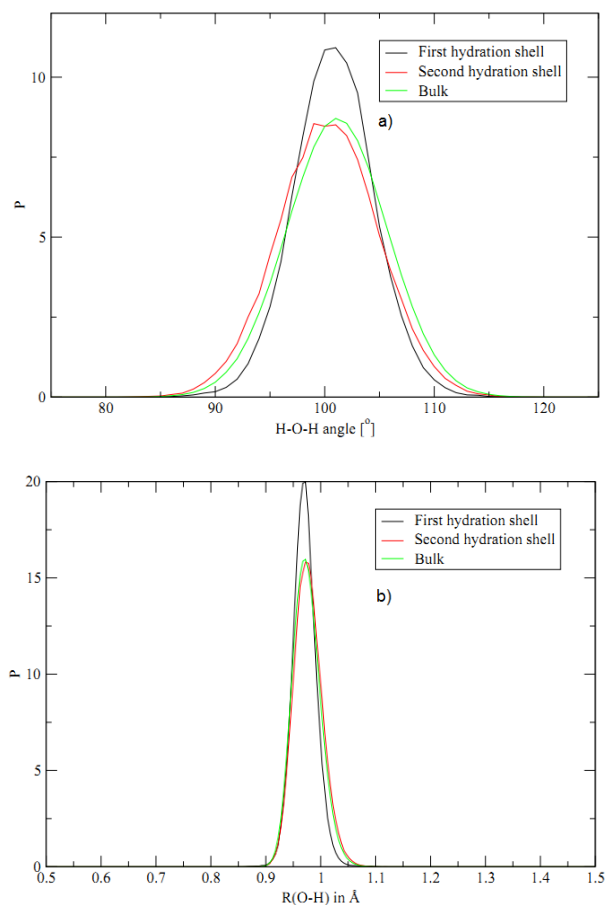 First hydration shell
Second hydration shell
Bulk
a)
10
5
0
P
80
90
100
110
120
H-O-H angle [°]
20
First hydration shell
Second hydration shell
Bulk
b)
15
10
5
0
P
0.5
0.6
0.7
0.8
0.9
1
1.1
1.2
1.3
1.4
1.5
R(O-H) in Å